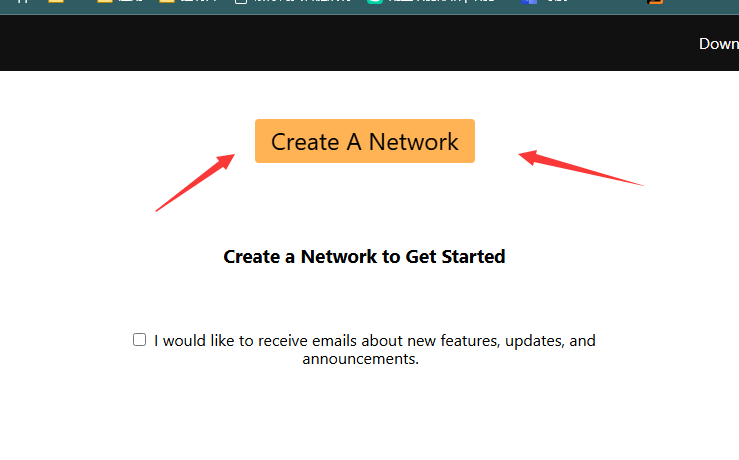 Down
Create A Network
Create a Network to Get Started
I would like to receive emails about new features, updates, and
announcements.